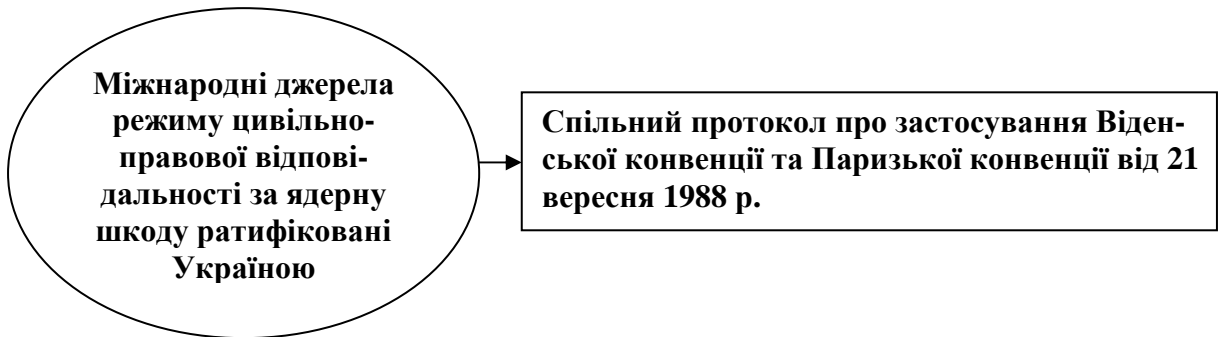 Міжнародні джерела
режиму цивільно-
правової відпові-
дальності за ядерну
шкоду ратифіковані
Україною
Спільний протокол про застосування Віден-
ської конвенції та Паризької конвенції від 21
вересня 1988 р.